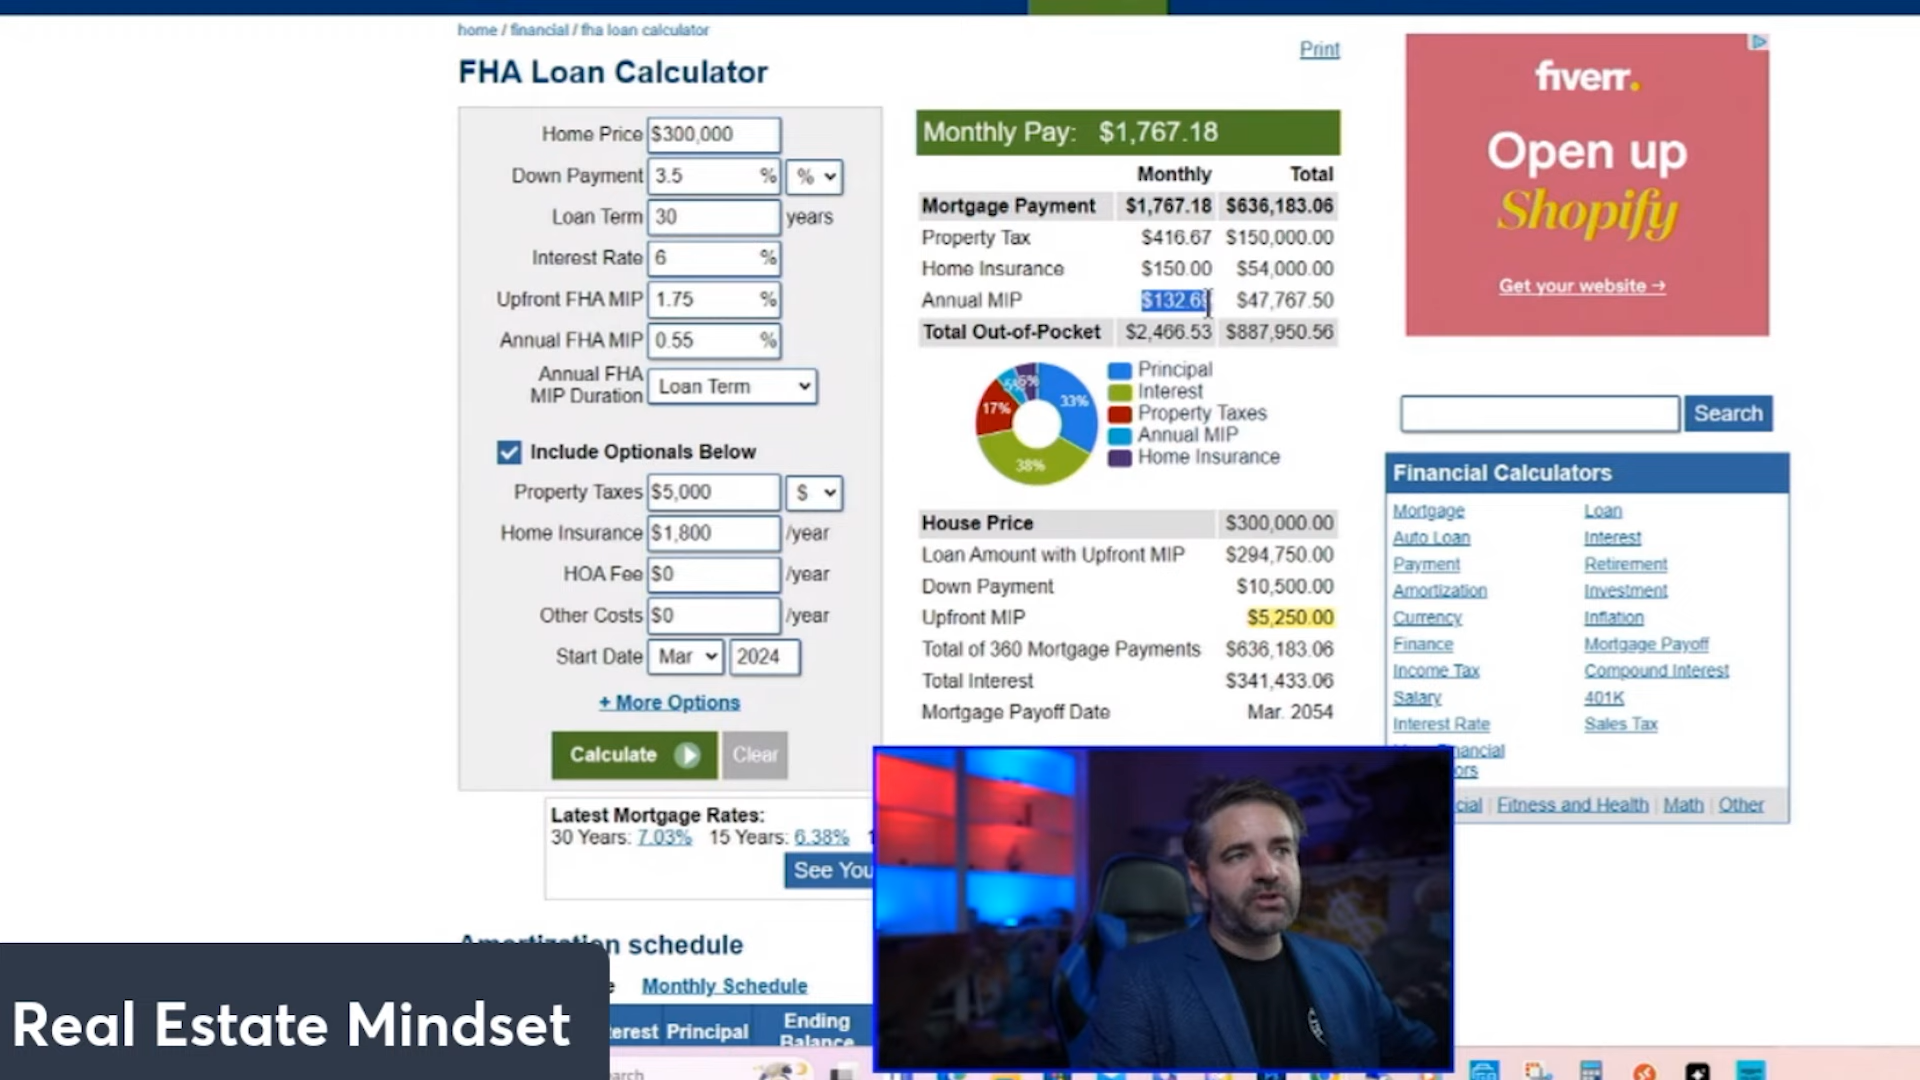 home / financial / fha loan calculator
Print
FHA Loan Calculator
Home Price $300,000
Down Payment 3.5 % %
Loan Term 30 years
Interest Rate 6 %
Upfront FHA MIP 1.75 %
Annual FHA MIP 0.55 %
Annual FHA
MIP Duration Loan Term
Include Optionals Below
Property Taxes $5,000 $
Home Insurance $1,800 /year
HOA Fee $0 /year
Other Costs $0 /year
Start Date Mar 2024
+ More Options
Calculate Clear
Latest Mortgage Rates:
30 Years: 7.03% 15 Years: 6.38%
See You
Amortization schedule
Monthly Schedule
Principal
Ending
Balance
Monthly Pay: $1,767.18
Monthly Total
Mortgage Payment $1,767.18 $636,183.06
Property Tax $416.67 $150,000.00
Home Insurance $150.00 $54,000.00
Annual MIP $132.6 $47,767.50
Total Out-of-Pocket $2,466.53 $887,950.56
33%
38%
17%
5%
6%
Principal
Interest
Property Taxes
Annual MIP
Home Insurance
House Price $300,000.00
Loan Amount with Upfront MIP $294,750.00
Down Payment $10,500.00
Upfront MIP $5,250.00
Total of 360 Mortgage Payments $636,183.06
Total Interest $341,433.06
Mortgage Payoff Date Mar. 2054
fiverr.
Open up
Shopify
Get your website →
Search
Financial Calculators
Mortgage Loan
Auto Loan Interest
Payment Retirement
Amortization Investment
Currency Inflation
Finance Mortgage Payoff
Income Tax Compound Interest
Salary 401K
Interest Rate Sales Tax
Financial
ors
cial | Fitness and Health | Math | Other
Real Estate Mindset